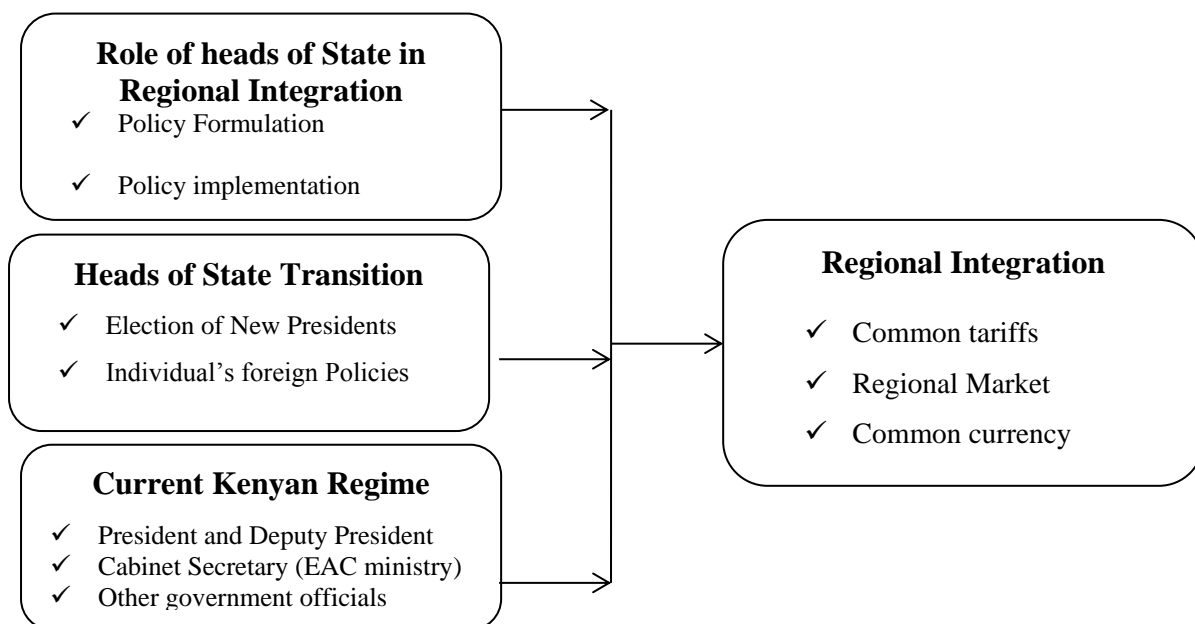 Role of heads of State in
Regional Integration
✓ Policy Formulation
✓ Policy implementation
Heads of State Transition
✓ Election of New Presidents
✓ Individual's foreign Policies
Current Kenyan Regime
✓ President and Deputy President
✓ Cabinet Secretary (EAC ministry)
✓ Other government officials
Regional Integration
✓ Common tariffs
✓ Regional Market
✓ Common currency